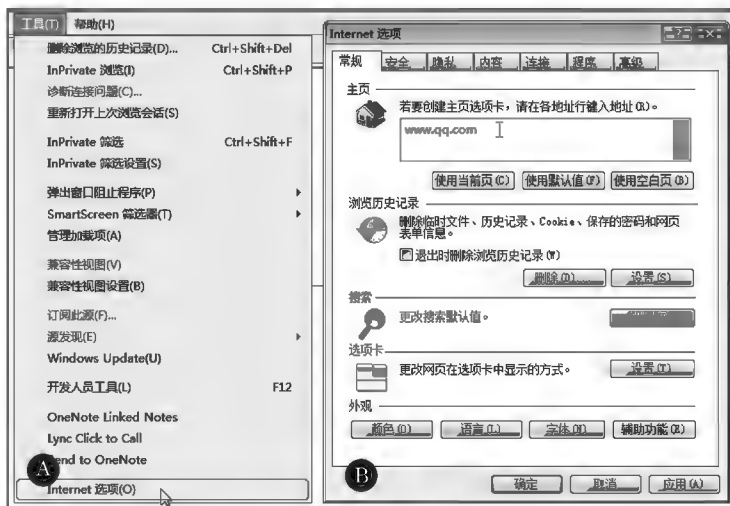 工具(T) 帮助(H)
删除浏览的历史记录(D)... Ctrl+Shift+Del
InPrivate 浏览(I) Ctrl+Shift+P
诊断连接问题(C)...
重新打开上次浏览会话(S)
InPrivate 筛选 Ctrl+Shift+F
InPrivate 筛选设置(S)
弹出窗口阻止程序(P)
SmartScreen 筛选器(T)
管理加载项(A)
兼容性视图(V)
兼容性视图设置(B)
订阅此源(F)...
源发现(E)
Windows Update(U)
开发人员工具(L) F12
OneNote Linked Notes
Lync Click to Call
end to OneNote
Internet 选项(O)
A
Internet 选项
常规 安全 隐私 内容 连接 程序 高级
主页
若要创建主页选项卡，请在各地址行键入地址(R)。
www.qq.com
使用当前页(C) 使用默认值(F) 使用空白页(B)
浏览历史记录
删除临时文件、历史记录、Cookie、保存的密码和网页
表单信息。
退出时删除浏览历史记录(W)
删除(D)... 设置(S)
搜索
更改搜索默认值。
选项卡
更改网页在选项卡中显示的方式。 设置(T)
外观
颜色(O) 语言(L) 字体(N) 辅助功能(E)
B
确定 取消 应用(A)